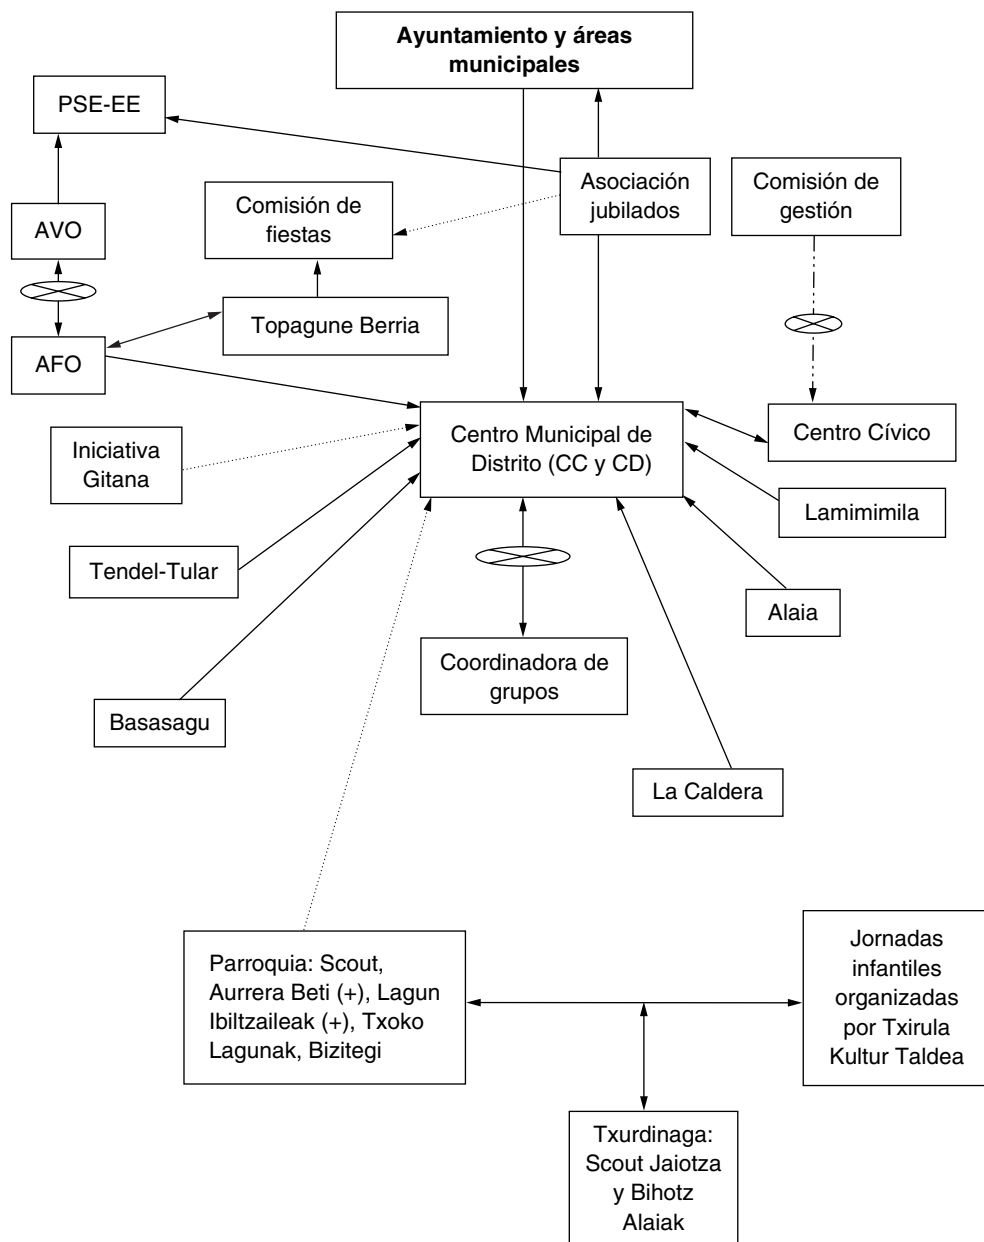 Ayuntamiento y áreas
municipales
PSE-EE
Asociación
jubilados
Comisión de
gestión
Comisión de
fiestas
AVO
Topagune Berria
AFO
Centro Municipal de
Distrito (CC y CD)
Centro Cívico
Iniciativa
Gitana
Lamimimila
Tendel-Tular
Alaia
Coordinadora de
grupos
Basasagu
La Caldera
Parroquia: Scout,
Aurrera Beti (+), Lagun
Ibiltzaileak (+), Txoko
Lagunak, Bizitegi
Jornadas
infantiles
organizadas
por Txirula
Kultur Taldea
Txurdinaga:
Scout Jaiotza
y Bihotz
Alaiak